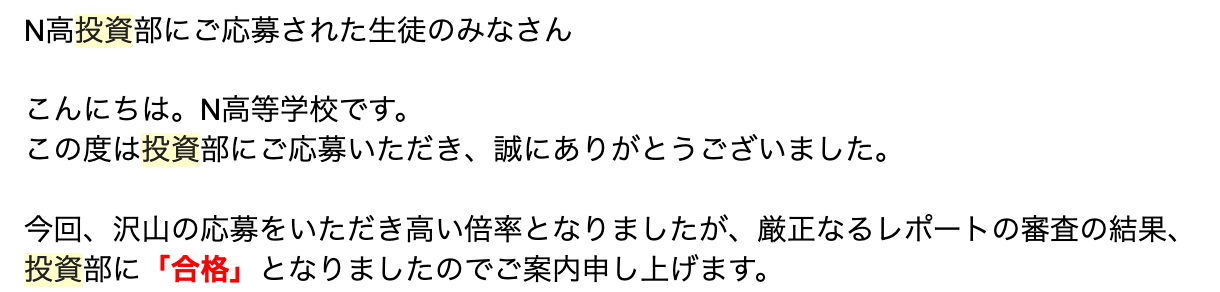 N高投資部にご応募された生徒のみなさん
こんにちは。N高等学校です。
この度は投資部にご応募いただき、誠にありがとうございました。
今回、沢山の応募をいただき高い倍率となりましたが、厳正なるレポートの審査の結果、
投資部に「合格」となりましたのでご案内申し上げます。